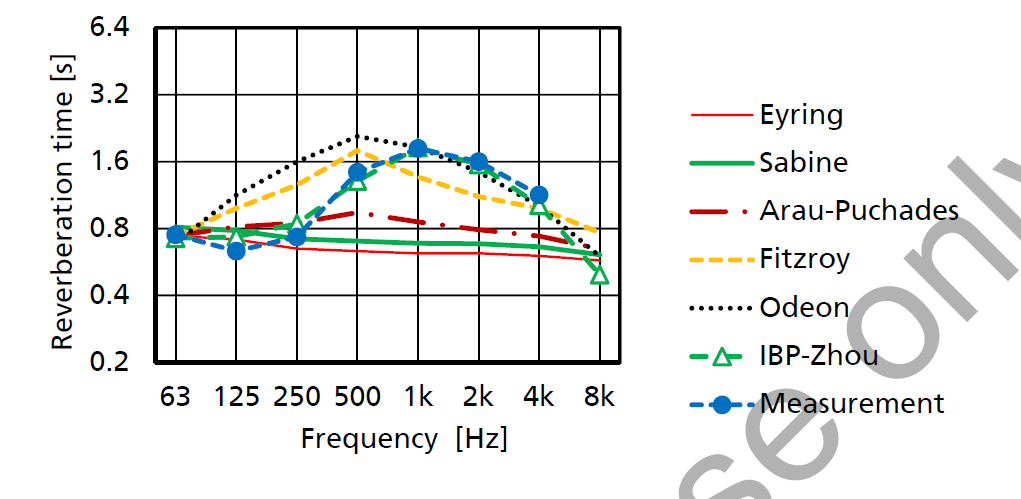 6.4
3.2
1.6
0.8
0.4
0.2
Reverberation time [s]
63 125 250 500 1k 2k 4k 8k
Frequency [Hz]
Eyring
Sabine
Arau-Puchades
Fitzroy
Odeon
IBP-Zhou
Measurement
se only